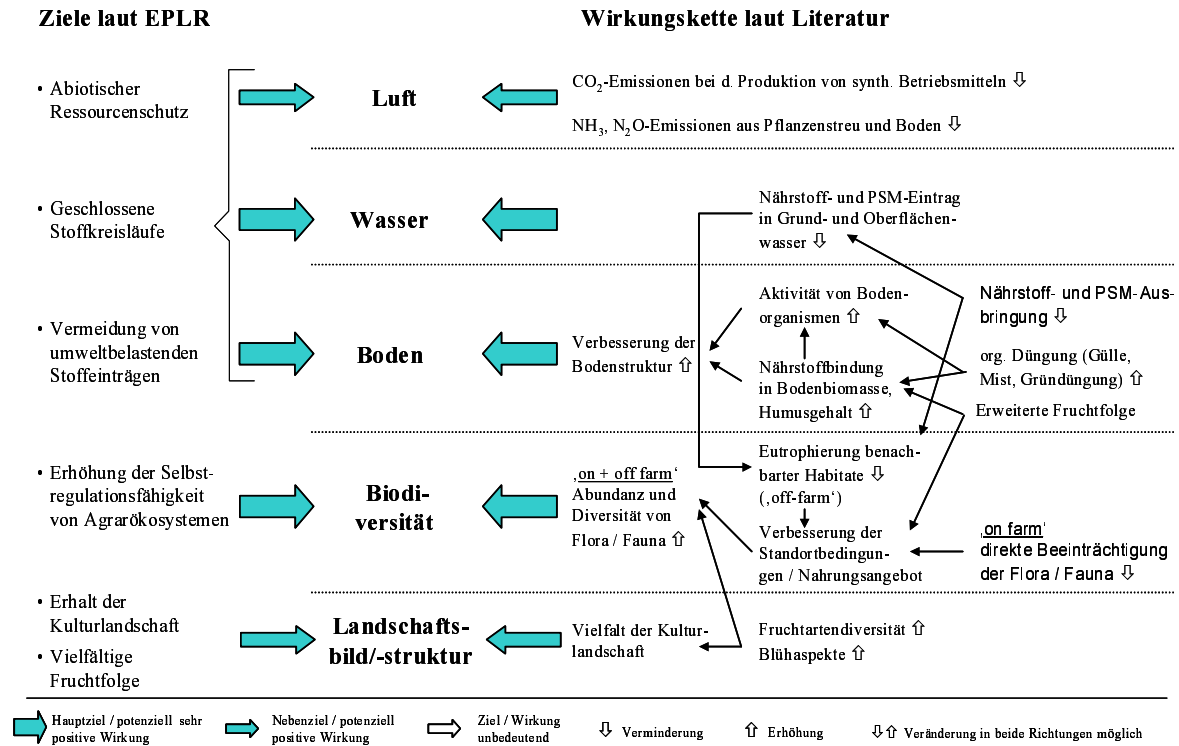 Ziele laut EPLR
Wirkungskette laut Literatur
• Abiotischer
Ressourcenschutz
Luft
CO2-Emissionen bei d. Produktion von synth. Betriebsmitteln ⇩
NH3, N2O-Emissionen aus Pflanzenstreu und Boden ⇩
• Geschlossene
Stoffkreisläufe
Wasser
Nährstoff- und PSM-Eintrag
in Grund- und Oberflächen-
wasser ⇩
• Vermeidung von
umweltbelastenden
Stoffeinträgen
Boden
Verbesserung der
Bodenstruktur ⇧
Aktivität von Boden-
organismen ⇧
Nährstoffbindung
in Bodenbiomasse,
Humusgehalt ⇧
Nährstoff- und PSM-Aus-
bringung ⇩
org. Düngung (Gülle,
Mist, Gründüngung) ⇧
Erweiterte Fruchtfolge
• Erhöhung der Selbst-
regulationsfähigkeit
von Agrarökosystemen
Biodi-
versität
‚on + off farm‘
Abundanz und
Diversität von
Flora / Fauna ⇧
Eutrophierung benach-
barter Habitate ⇩
(‚off-farm‘)
Verbesserung der
Standortbedingun-
gen / Nahrungsangebot
‚on farm‘
direkte Beeinträchtigung
der Flora / Fauna ⇩
• Erhalt der
Kulturlandschaft
• Vielfältige
Fruchtfolge
Landschafts-
bild/-struktur
Vielfalt der Kultur-
landschaft
Fruchtartendiversität ⇧
Blühaspekte ⇧
Hauptziel / potenziell sehr
positive Wirkung
Nebenziel / potenziell
positive Wirkung
Ziel / Wirkung
unbedeutend
⇩ Verminderung
⇧ Erhöhung
⇩⇧ Veränderung in beide Richtungen möglich